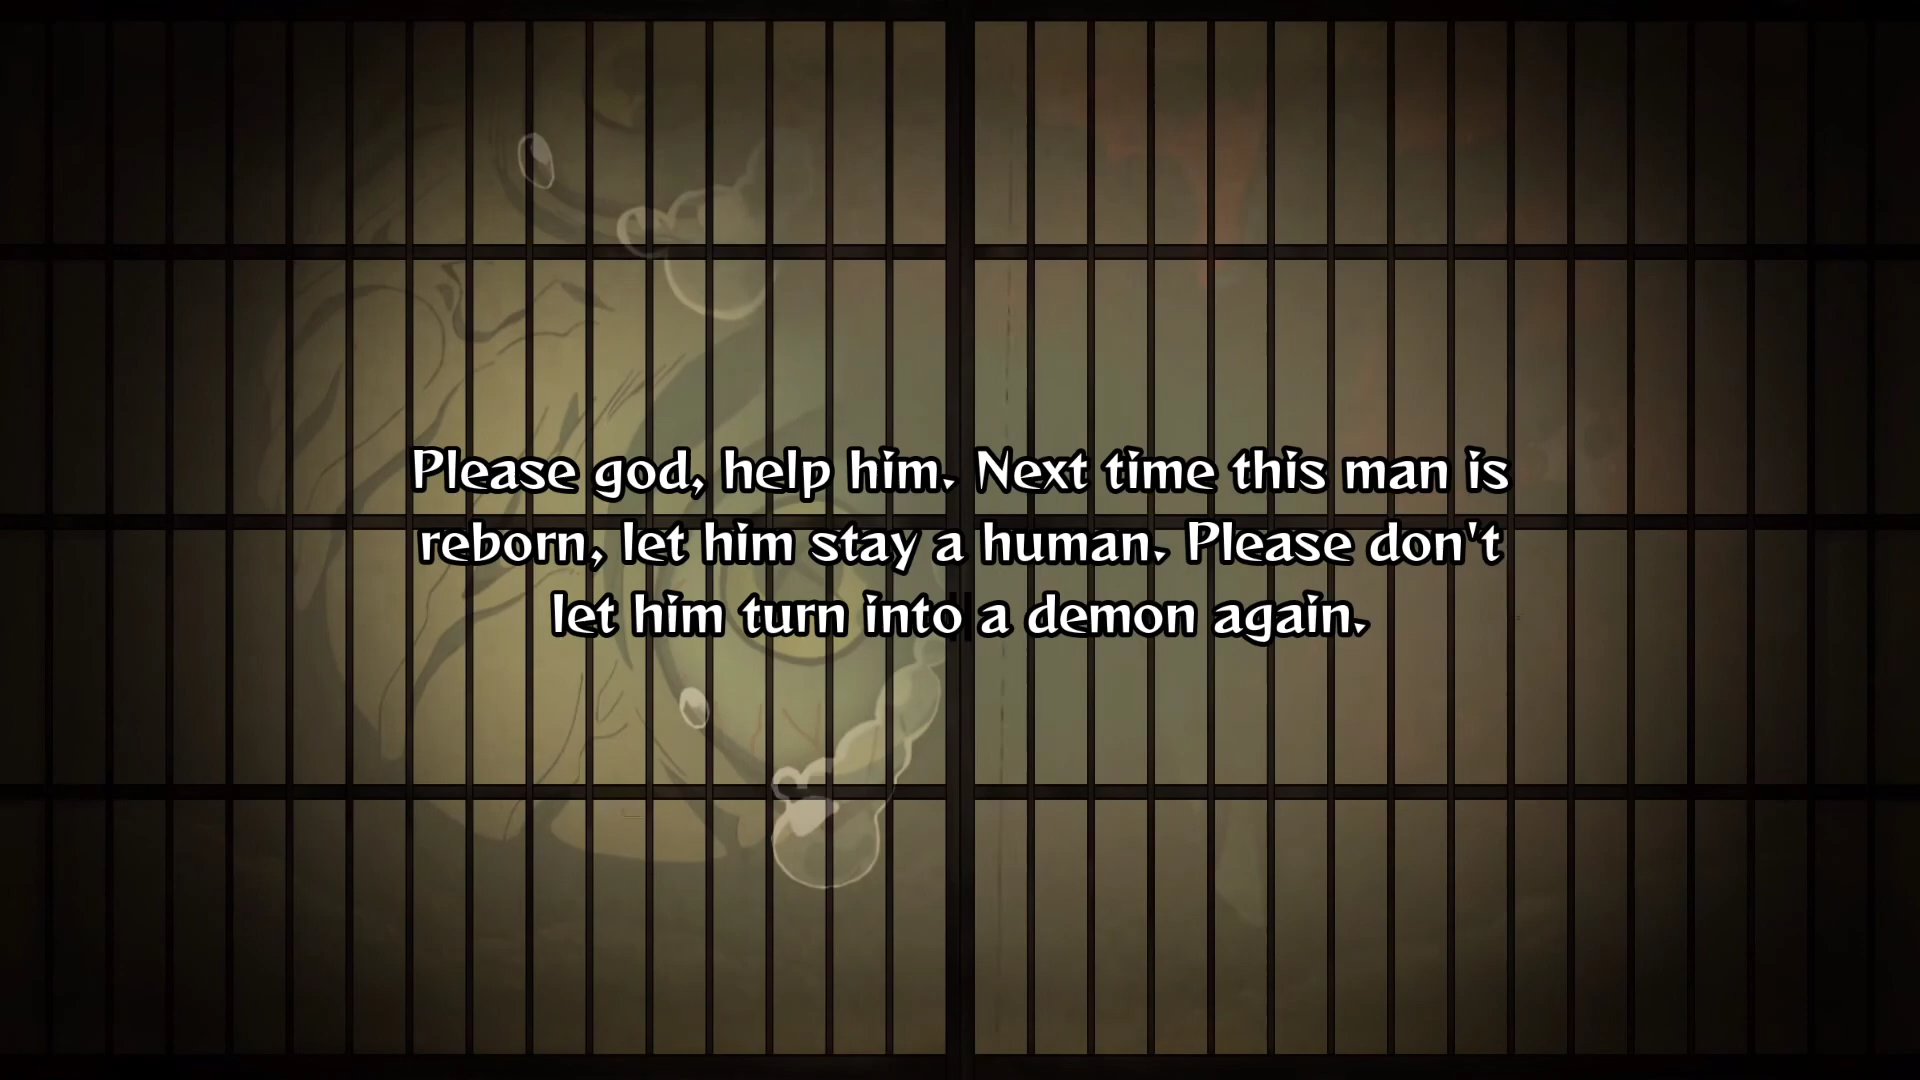 Please god, help him. Next time this man is
reborn, let him stay a human. Please don't
let him turn into a demon again.